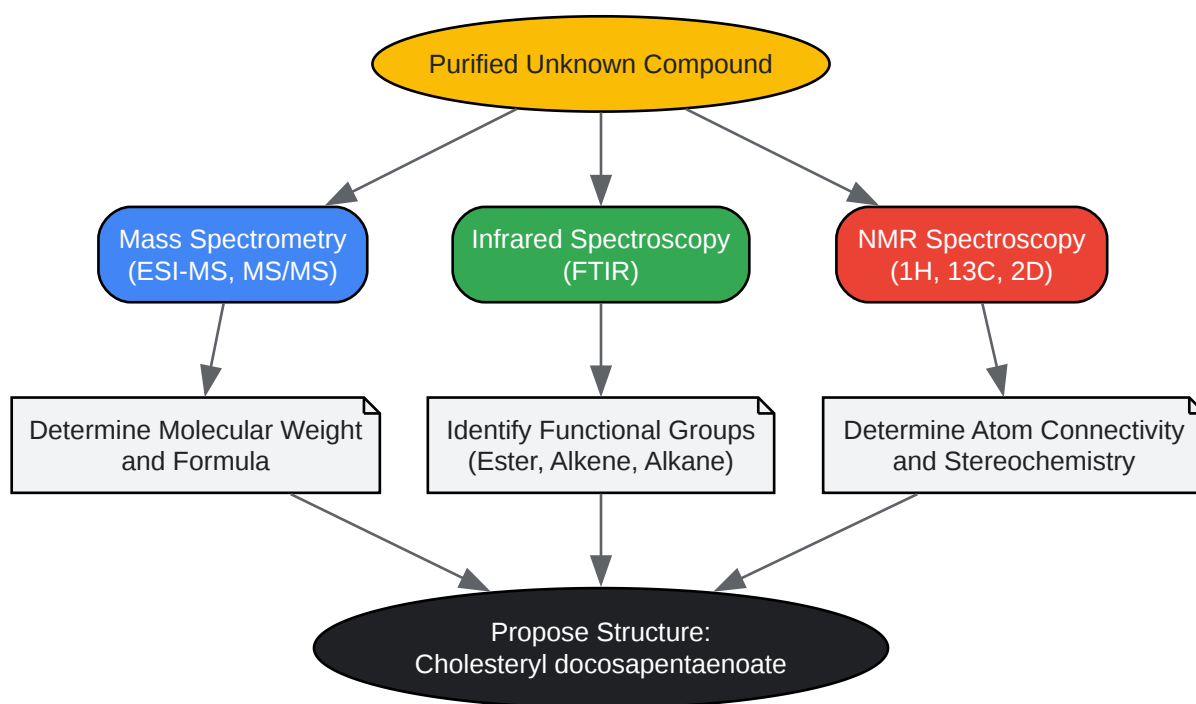 Purified Unknown Compound
Mass Spectrometry
(ESI-MS, MS/MS)
Infrared Spectroscopy
(FTIR)
NMR Spectroscopy
(1H, 13C, 2D)
Determine Molecular Weight
and Formula
Identify Functional Groups
(Ester, Alkene, Alkane)
Determine Atom Connectivity
and Stereochemistry
Propose Structure:
Cholesteryl docosapentaenoate